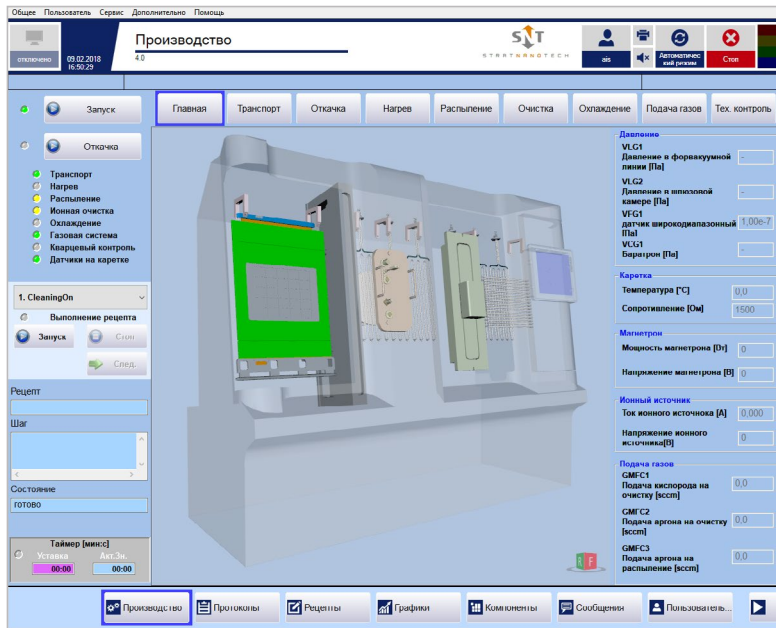 Общее Пользователь Сервис Дополнительно Помощь
отключено
09.02.2018
16:50:29
Производство
4.0
SNT
STRATNANOTECH
ais
Автоматичес
кий режим
Стоп
Запуск
Откачка
Транспорт
Нагрев
Распыление
Ионная очистка
Охлаждение
Газовая система
Кварцевый контроль
Датчики на каретке
1. CleaningOn
Выполнение рецепта
Запуск
Стоп
След.
Рецепт
Шаг
Состояние
готово
Таймер [мин:с]
Уставка Акт.Зн.
00:00 00:00
Главная Транспорт Откачка Нагрев Распыление Очистка Охлаждение Подача газов Тех. контроль
Давление
VLG1
Давление в форвакуумной
линии [Па] -
VLG2
Давление в шлюзовой
камере [Па] -
VFG1
датчик широкодиапазонный
[Па] 1,00e-7
VCG1
Баратрон [Па] -
Каретка
Температура [°C] 0,0
Сопротивление [Ом] 1500
Магнетрон
Мощность магнетрона [Вт] 0
Напряжение магнетрона [В] 0
Ионный источник
Ток ионного источнока [А] 0,000
Напряжение ионного
источника[В] 0
Подача газов
GMFC1
Подача кислорода на
очистку [sccm] 0,0
GMFC2
Подача аргона на очистку
[sccm] 0,0
GMFC3
Подача аргона на
распыление [sccm] 0,0
R F
Производство Протоколы Рецепты Графики Компоненты Сообщения Пользователь...